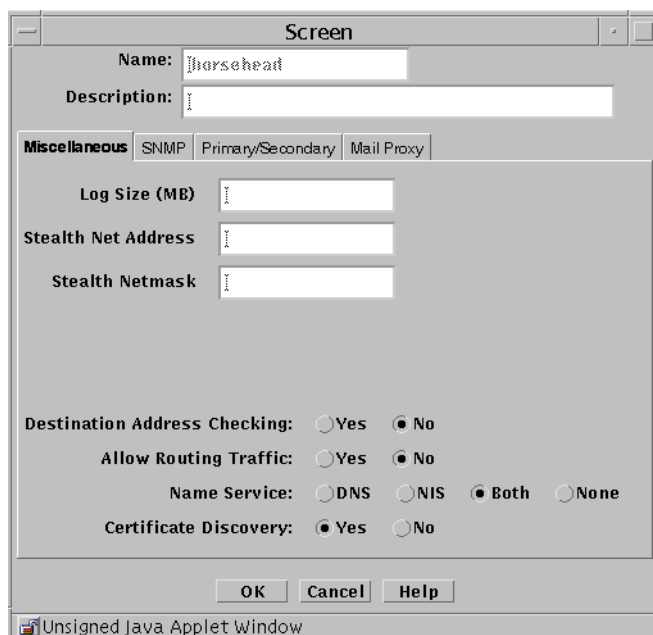 Screen
Name: horsehead
Description:
Miscellaneous SNMP Primary/Secondary Mail Proxy
Log Size (MB)
Stealth Net Address
Stealth Netmask
Destination Address Checking: Yes No
Allow Routing Traffic: Yes No
Name Service: DNS NIS Both None
Certificate Discovery: Yes No
OK Cancel Help
Unsigned Java Applet Window